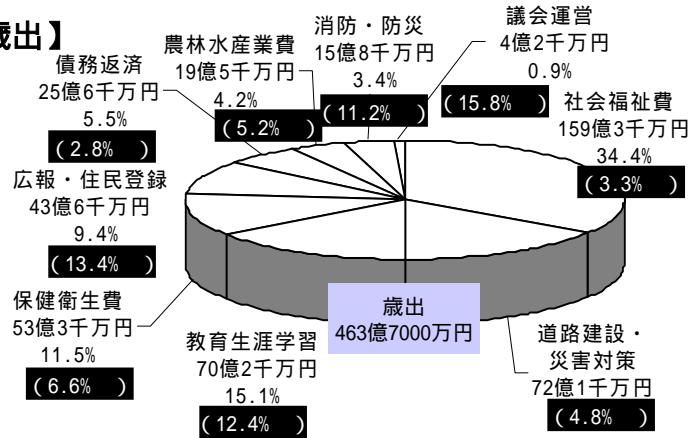 歳出】
消防・防災
15億8千万円
3.4%
(11.2% )
議会運営
4億2千万円
0.9%
(15.8% )
農林水産業費
19億5千万円
4.2%
(5.2% )
債務返済
25億6千万円
5.5%
(2.8% )
社会福祉費
159億3千万円
34.4%
(3.3% )
広報・住民登録
43億6千万円
9.4%
(13.4% )
保健衛生費
53億3千万円
11.5%
(6.6% )
教育生涯学習
70億2千万円
15.1%
(12.4% )
歳出
463億7000万円
道路建設・
災害対策
72億1千万円
(4.8% )